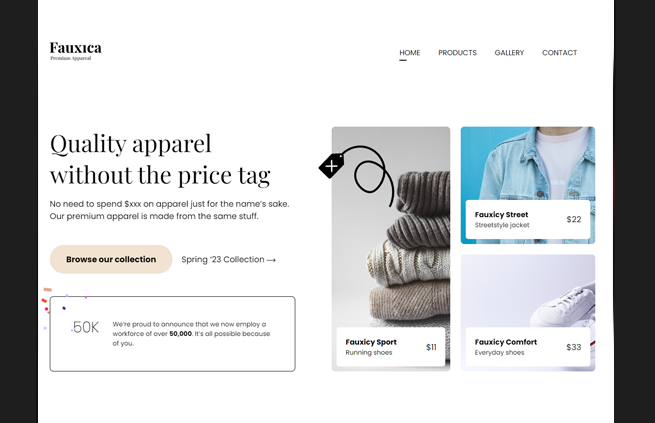 Fauxıca
Premium Apparel
HOME
PRODUCTS
GALLERY
CONTACT
Quality apparel
without the price tag
No need to spend $xxx on apparel just for the name’s sake.
Our premium apparel is made from the same stuff.
Browse our collection
Spring ‘23 Collection ⟶
50K
We’re proud to announce that we now employ a
workforce of over 50,000. It’s all possible because
of you.
Fauxicy Sport
Running shoes
$11
Fauxicy Street
Streetstyle jacket
$22
Fauxicy Comfort
Everyday shoes
$33